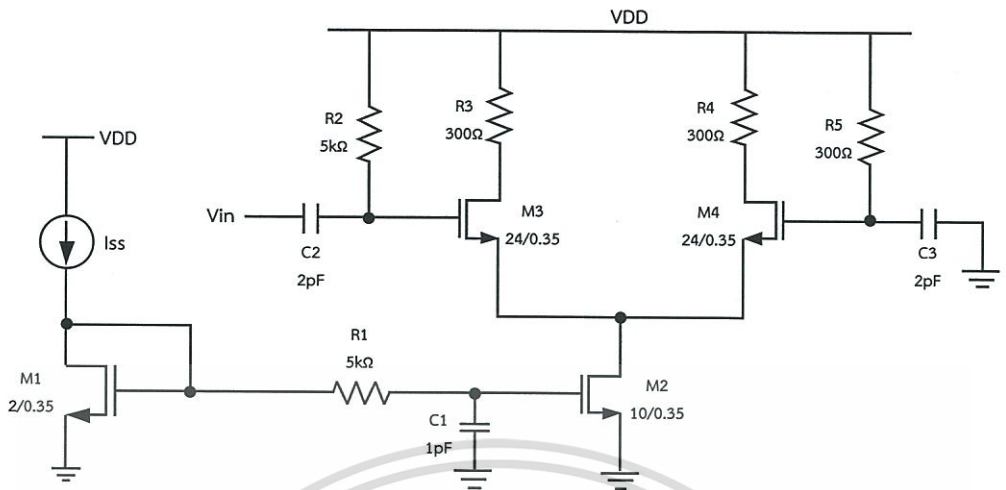 VDD
R2
5kΩ
R3
300Ω
R4
300Ω
R5
300Ω
VDD
Iss
Vin
C2
2pF
M3
24/0.35
M4
24/0.35
C3
2pF
M1
2/0.35
R1
5kΩ
C1
1pF
M2
10/0.35